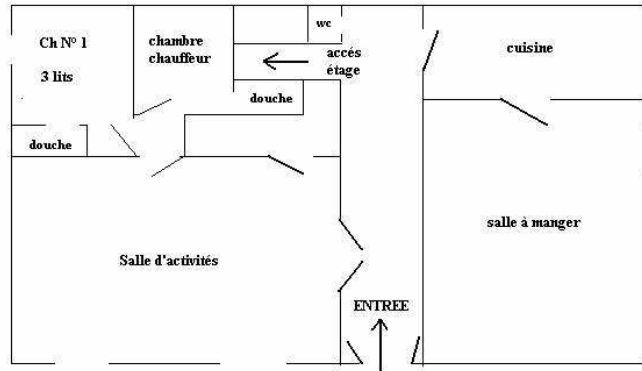 Ch N° 1
3 lits
chambre
chauffeur
wc
accés
étage
cuisine
douche
douche
salle à manger
Salle d'activités
ENTREE